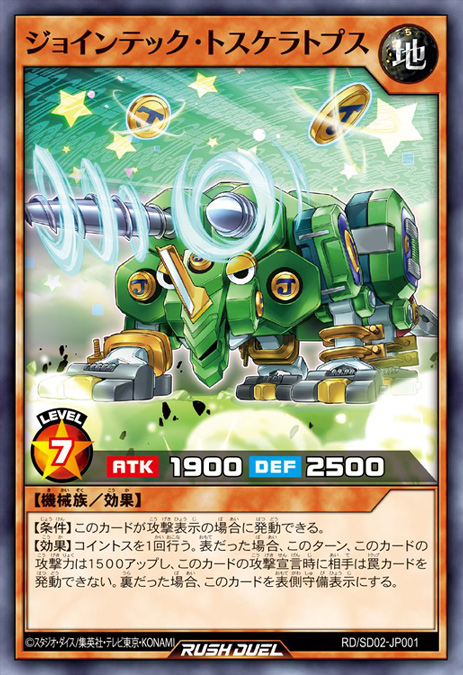 ジョインテック・トスケラトプス
地
J
J
J
J
LEVEL
7
ATK 1900 DEF 2500
【機械族／効果】
【条件】このカードが攻撃表示の場合に発動できる。
【効果】コイントスを1回行う。表だった場合、このターン、このカードの
攻撃力は1500アップし、このカードの攻撃宣言時に相手は罠カードを
発動できない。裏だった場合、このカードを表側守備表示にする。
©スタジオ・ダイス/集英社・テレビ東京・KONAMI
RUSH DUEL
RD/SD02-JP001